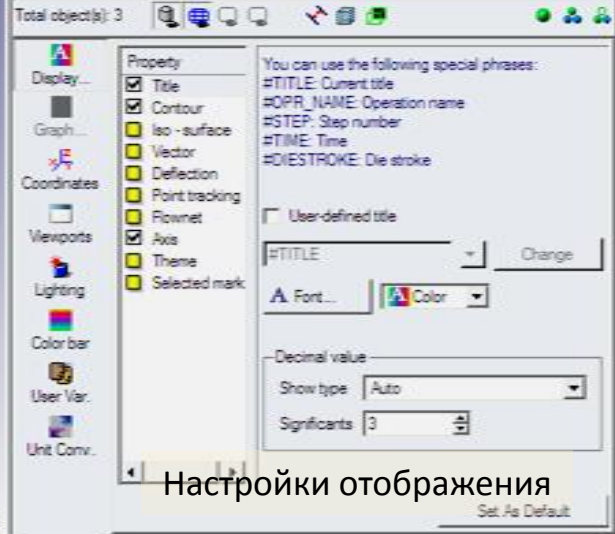 Total object(s): 3
Display...
Graph...
Coordinates
Viewports
Lighting
Color bar
User Var.
Unit Conv..
Property
Title
Contour
Iso - surface
Vector
Deflection
Point tracking
Flownet
Axis
Theme
Selected mark
You can use the following special phrases:
#TITLE: Current title
#OPR_NAME: Operation name
#STEP: Step number
#TIME: Time
#DIESTROKE: Die stroke
User-defined title
#TITLE
Change
A Font...
A Color
Decimal value
Show type Auto
Significants 3
Настройки отображения
Set As Default